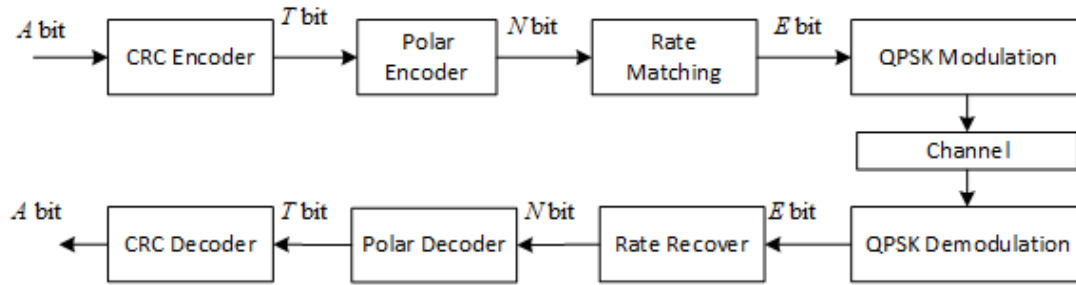 A bit
CRC Encoder
T bit
Polar
Encoder
N bit
Rate
Matching
E bit
QPSK Modulation
Channel
A bit
CRC Decoder
T bit
Polar Decoder
N bit
Rate Recover
E bit
QPSK Demodulation